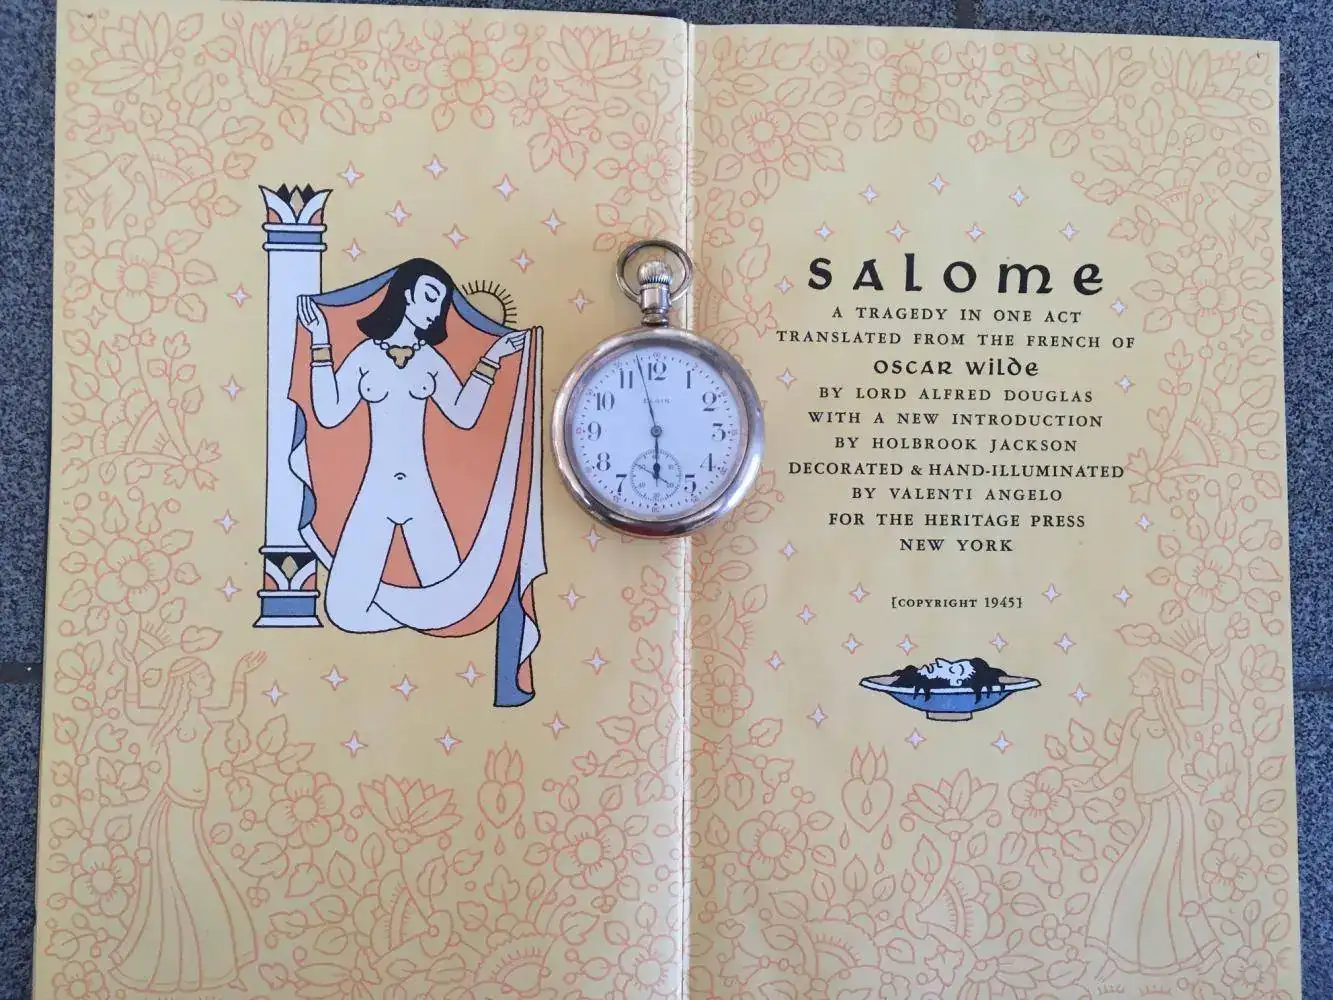 SALOME
A TRAGEDY IN ONE ACT
TRANSLATED FROM THE FRENCH OF
OSCAR WILDE
BY LORD ALFRED DOUGLAS
WITH A NEW INTRODUCTION
BY HOLBROOK JACKSON
DECORATED & HAND-ILLUMINATED
BY VALENTI ANGELO
FOR THE HERITAGE PRESS
NEW YORK
[COPYRIGHT 1945]
ELGIN
12
1
2
3
4
5
7
8
9
10
11